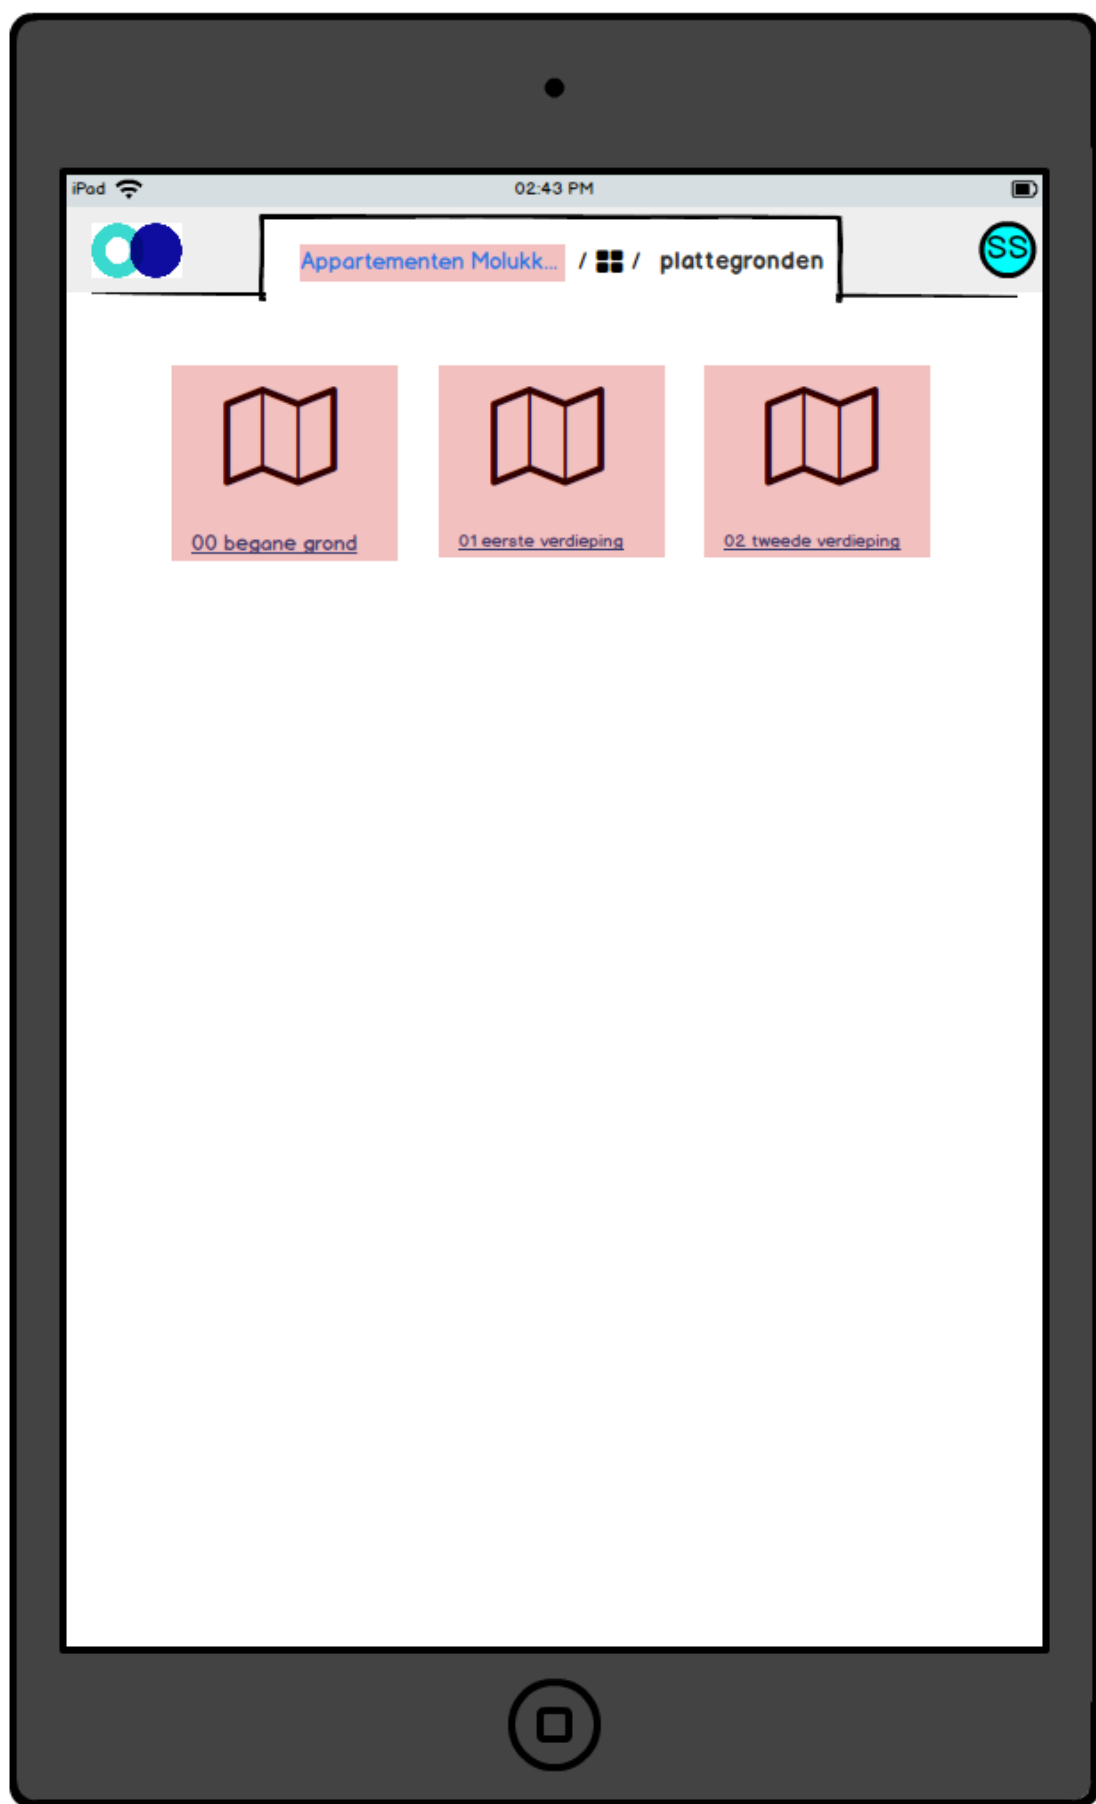 iPad 02:43 PM
Appartementen Molukk... / / plattegronden
SS
00 begane grond
01 eerste verdieping
02 tweede verdieping